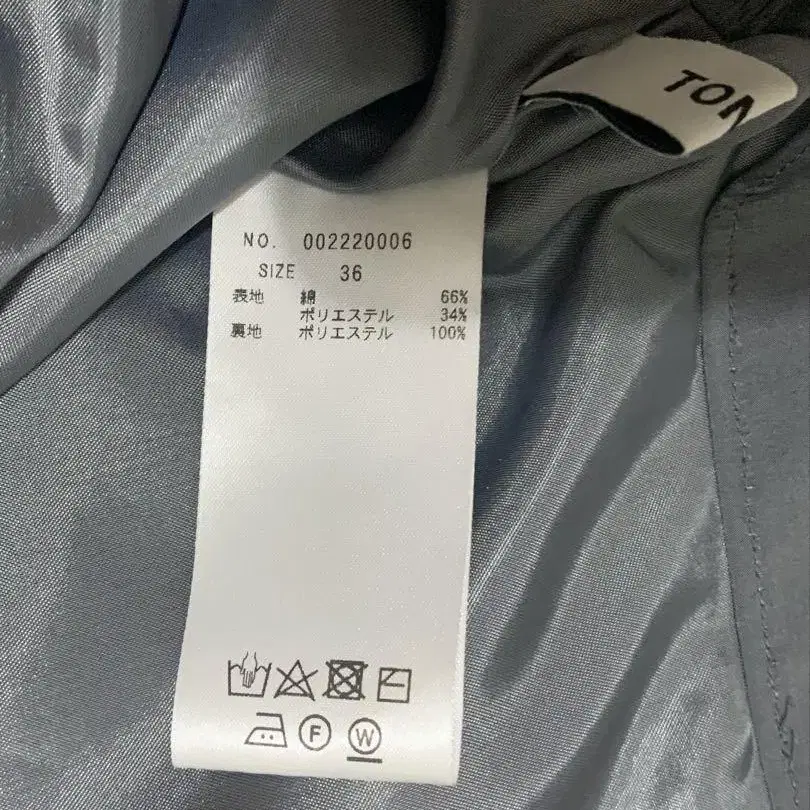 TON
NO. 002220006
SIZE 36
表地 綿 66%
ポリエステル 34%
裏地 ポリエステル 100%
F W